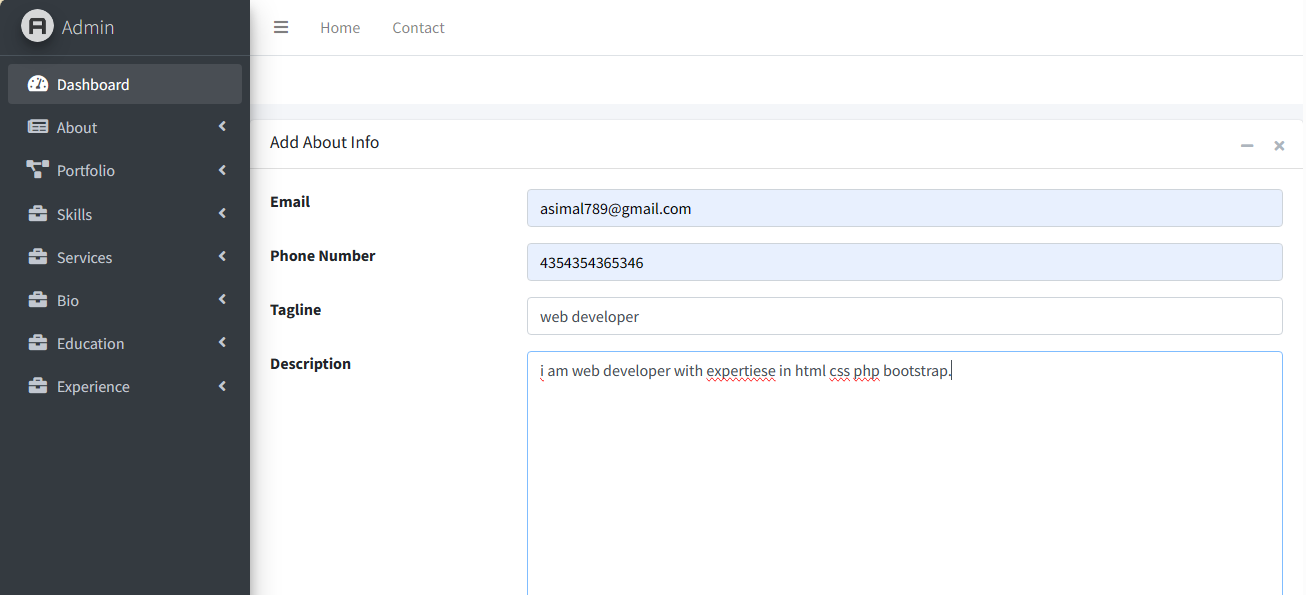 Admin
Home Contact
Dashboard
About
Portfolio
Skills
Services
Bio
Education
Experience
Add About Info
Email
asimal789@gmail.com
Phone Number
4354354365346
Tagline
web developer
Description
i am web developer with expertiese in html css php bootstrap.